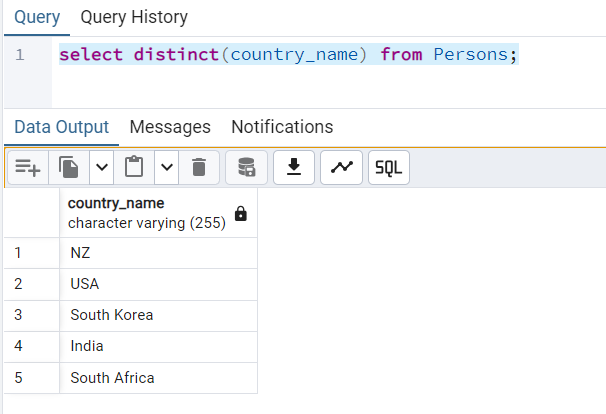 Query Query History
1 select distinct(country_name) from Persons;
Data Output Messages Notifications
SQL
country_name
character varying (255)
1 NZ
2 USA
3 South Korea
4 India
5 South Africa